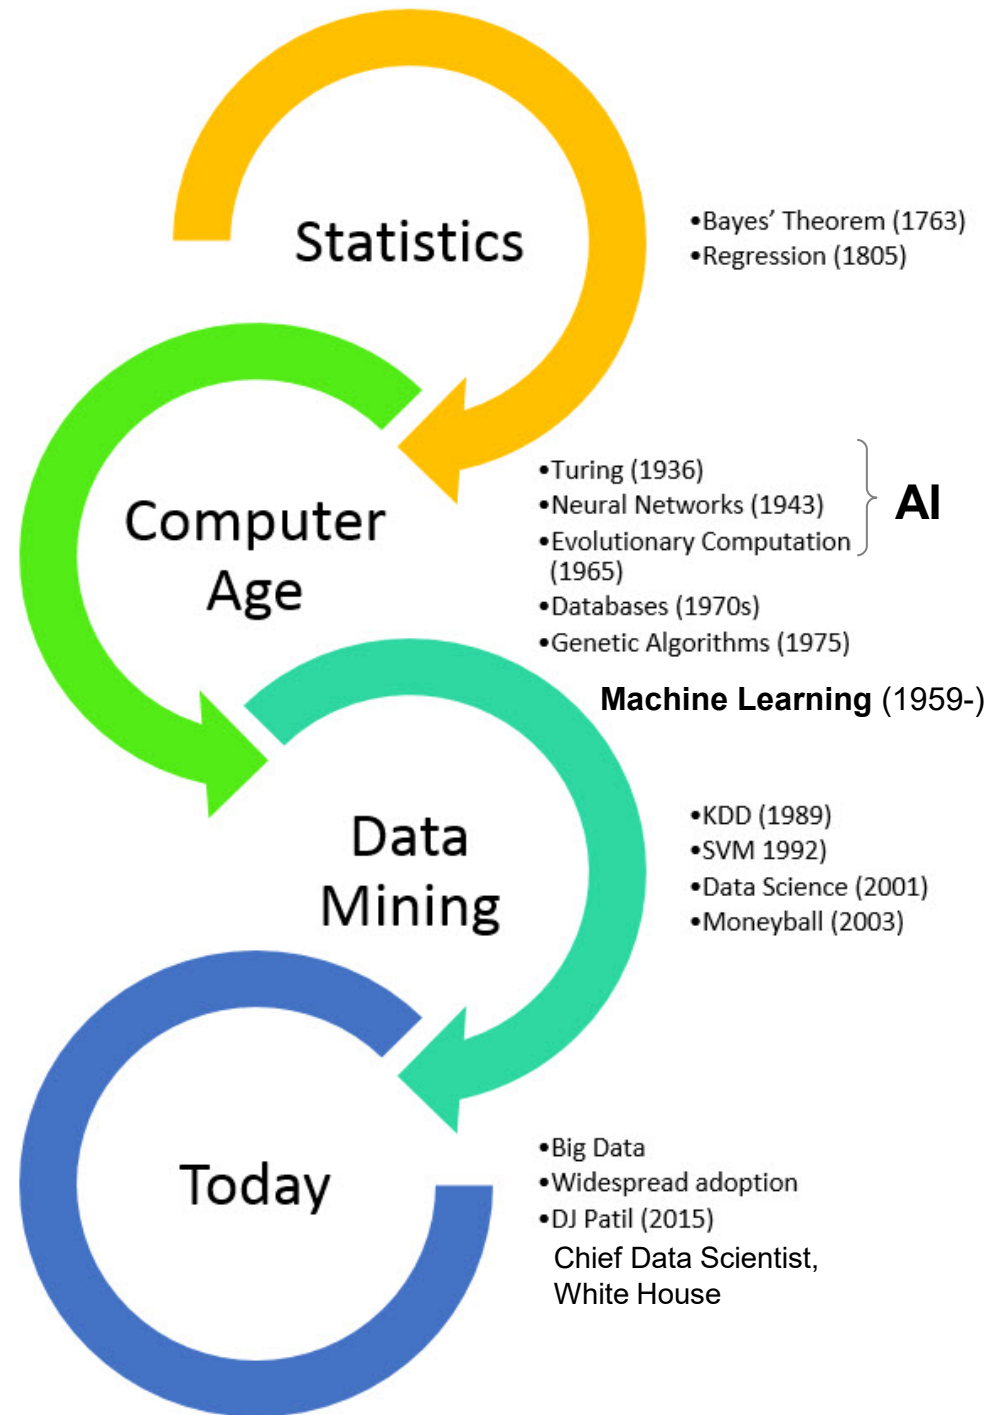 Statistics
•Bayes’ Theorem (1763)
•Regression (1805)
Computer
Age
•Turing (1936)
•Neural Networks (1943)
•Evolutionary Computation
(1965)
•Databases (1970s)
•Genetic Algorithms (1975)
AI
Machine Learning (1959-)
Data
Mining
•KDD (1989)
•SVM 1992)
•Data Science (2001)
•Moneyball (2003)
Today
•Big Data
•Widespread adoption
•DJ Patil (2015)
Chief Data Scientist,
White House